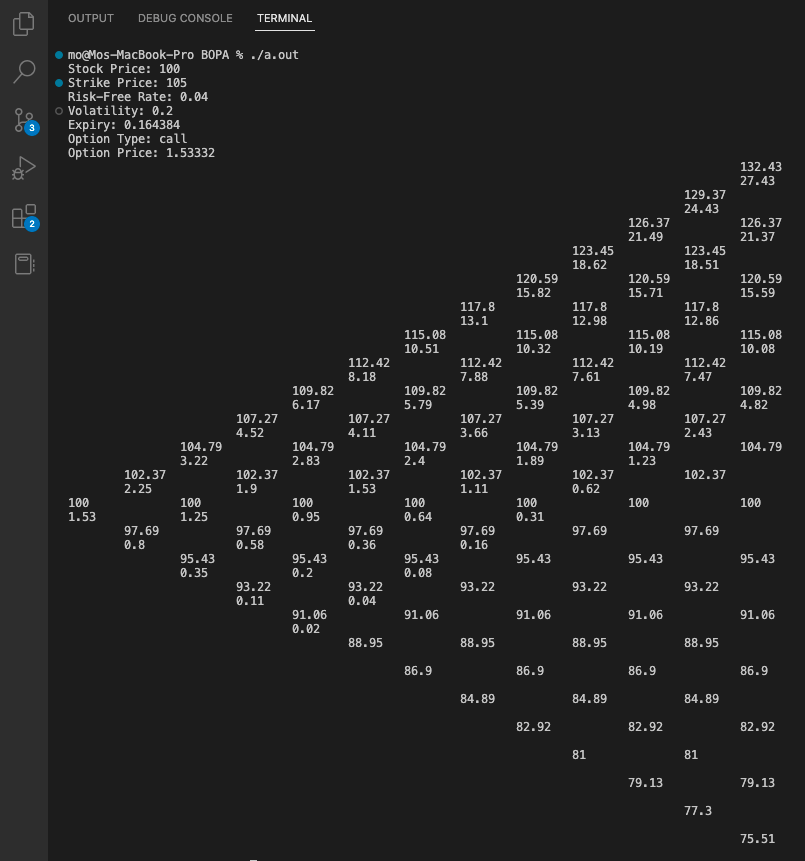 OUTPUT DEBUG CONSOLE TERMINAL
mo@Mos-MacBook-Pro BOPA % ./a.out
Stock Price: 100
Strike Price: 105
Risk-Free Rate: 0.04
Volatility: 0.2
Expiry: 0.164384
Option Type: call
Option Price: 1.53332
132.43
27.43
129.37
24.43
126.37 126.37
21.49 21.37
123.45 123.45
18.62 18.51
120.59 120.59 120.59
15.82 15.71 15.59
117.8 117.8 117.8
13.1 12.98 12.86
115.08 115.08 115.08 115.08
10.51 10.32 10.19 10.08
112.42 112.42 112.42 112.42
8.18 7.88 7.61 7.47
109.82 109.82 109.82 109.82 109.82
6.17 5.79 5.39 4.98 4.82
107.27 107.27 107.27 107.27 107.27
4.52 4.11 3.66 3.13 2.43
104.79 104.79 104.79 104.79 104.79 104.79
3.22 2.83 2.4 1.89 1.23
102.37 102.37 102.37 102.37 102.37 102.37
2.25 1.9 1.53 1.11 0.62
100 100 100 100 100 100 100
1.53 1.25 0.95 0.64 0.31
97.69 97.69 97.69 97.69 97.69 97.69
0.8 0.58 0.36 0.16
95.43 95.43 95.43 95.43 95.43 95.43
0.35 0.2 0.08
93.22 93.22 93.22 93.22 93.22
0.11 0.04
91.06 91.06 91.06 91.06 91.06
0.02
88.95 88.95 88.95 88.95
86.9 86.9 86.9 86.9
84.89 84.89 84.89
82.92 82.92 82.92
81 81
79.13 79.13
77.3
75.51
3
2